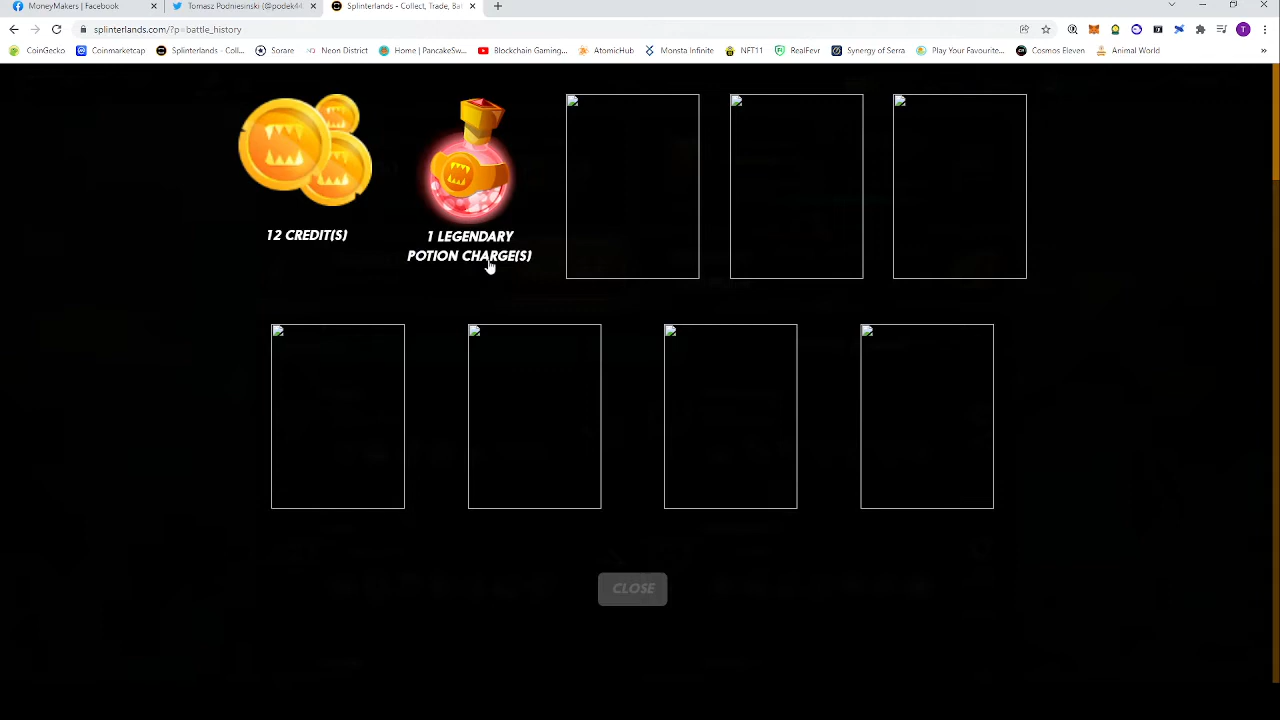 MoneyMakers | Facebook
Tomasz Podniesinski (@podek44
Splinterlands - Collect, Trade, Bat
splinterlands.com/?p=battle_history
CoinGecko
Coinmarketcap
Splinterlands - Coll...
Sorare
Neon District
Home | PancakeSw...
Blockchain Gaming...
AtomicHub
Monsta Infinite
NFT11
RealFevr
Synergy of Serra
Play Your Favourite...
Cosmos Eleven
Animal World
»
T
12 CREDIT(S)
1 LEGENDARY
POTION CHARGE(S)
CLOSE